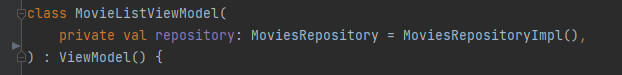 class MovieListViewModel(
    private val repository: MoviesRepository = MoviesRepositoryImpl(),
) : ViewModel() {